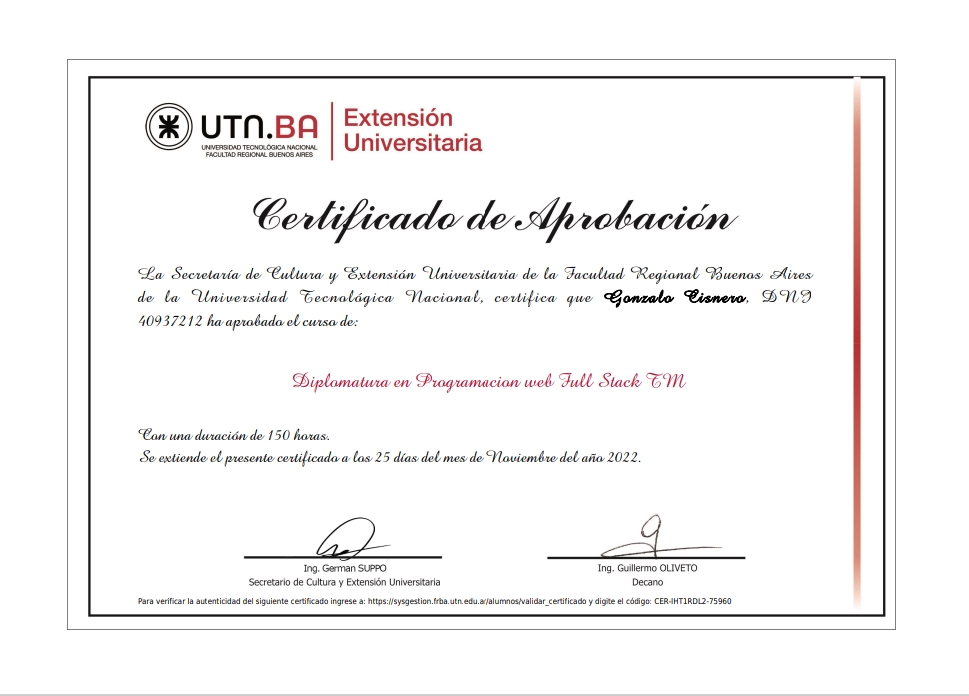 UTN.BA
UNIVERSIDAD TECNOLÓGICA NACIONAL
FACULTAD REGIONAL BUENOS AIRES
Extensión
Universitaria
Certificado de Aprobación
La Secretaría de Cultura y Extensión Universitaria de la Facultad Regional Buenos Aires
de la Universidad Tecnológica Nacional, certifica que Gonzalo Cisnero, DNI
40937212 ha aprobado el curso de:
Diplomatura en Programacion web Full Stack TM
Con una duración de 150 horas.
Se extiende el presente certificado a los 25 días del mes de Noviembre del año 2022.
Ing. German SUPPO
Secretario de Cultura y Extensión Universitaria
Ing. Guillermo OLIVETO
Decano
Para verificar la autenticidad del siguiente certificado ingrese a: https://sysgestion.frba.utn.edu.ar/alumnos/validar_certificado y digite el código: CER-IHT1RDL2-75960